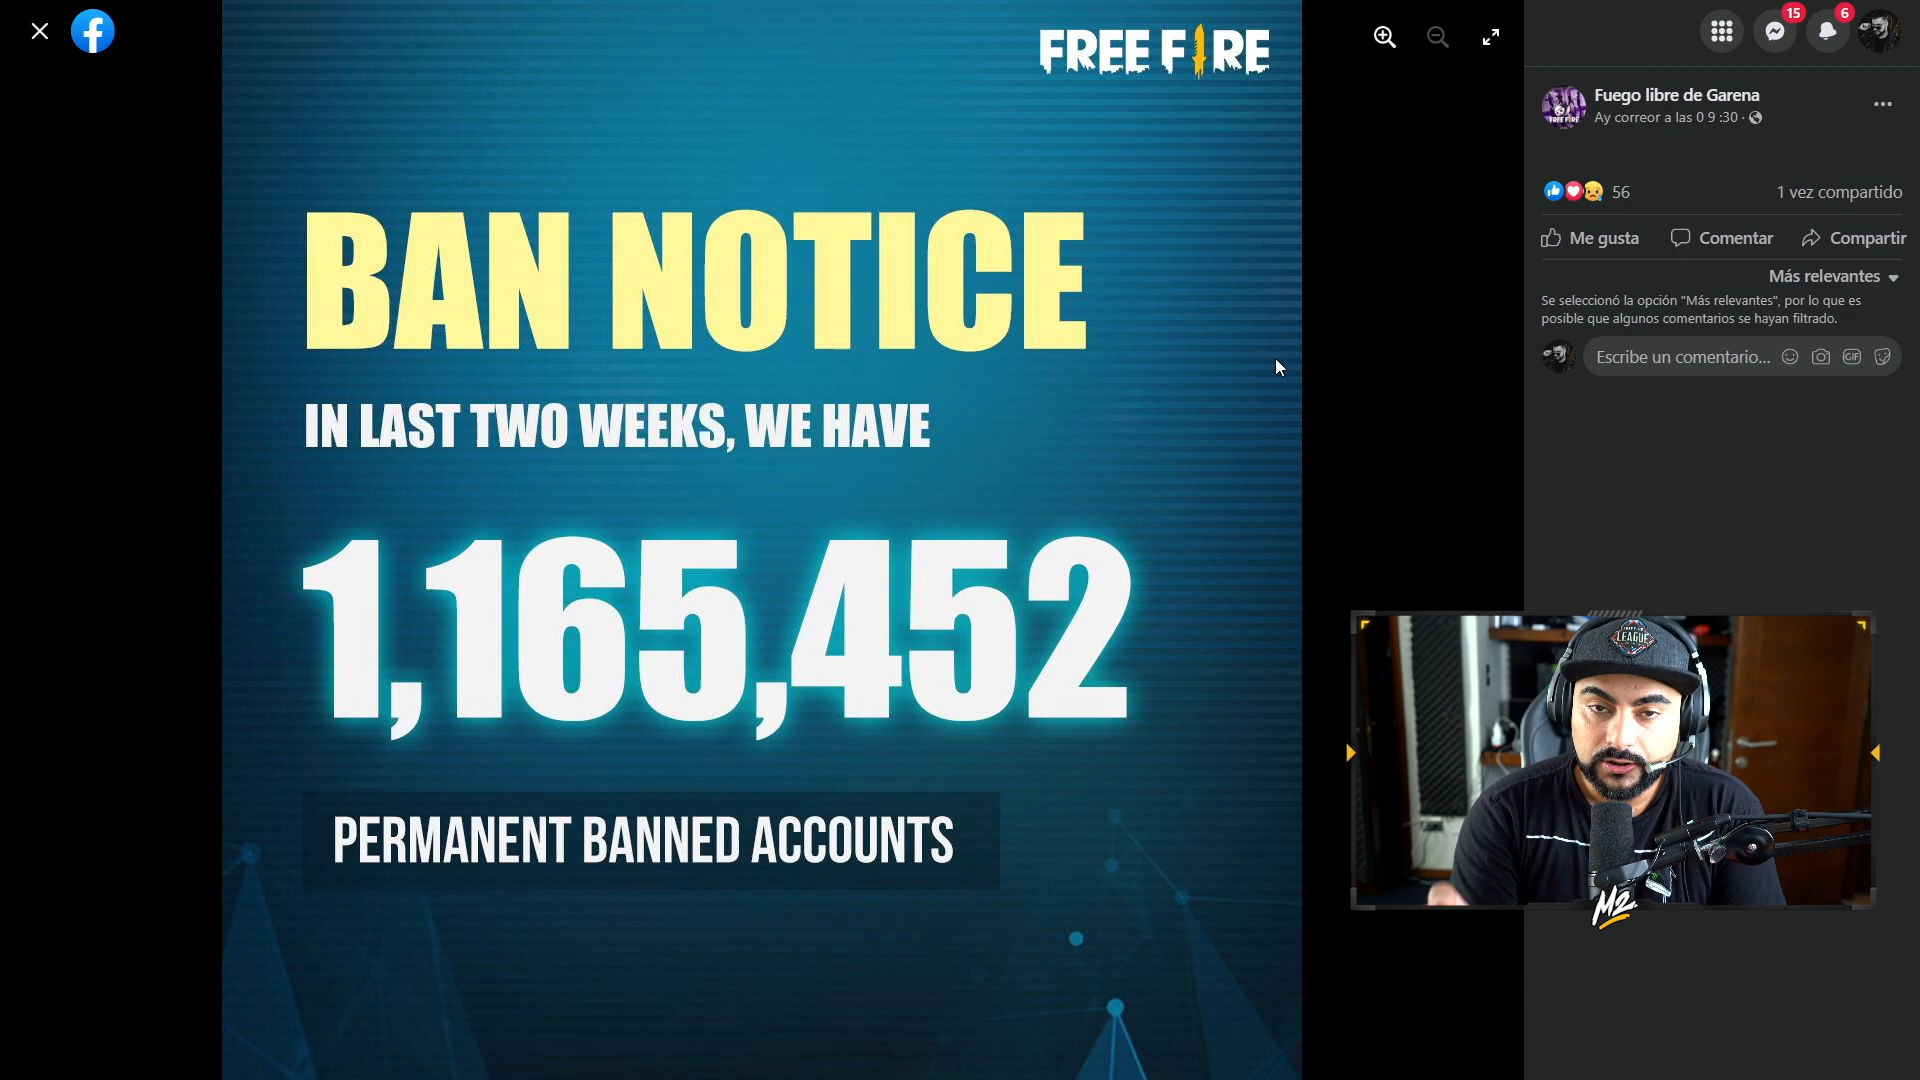 FREE FIRE
BAN NOTICE
IN LAST TWO WEEKS, WE HAVE
1,165,452
PERMANENT BANNED ACCOUNTS
15
6
Fuego libre de Garena
Ay correor a las 0 9 :30 ·
56
1 vez compartido
Me gusta
Comentar
Compartir
Más relevantes
Se seleccionó la opción "Más relevantes", por lo que es
posible que algunos comentarios se hayan filtrado.
Escribe un comentario...
GIF
LEAGUE
M2